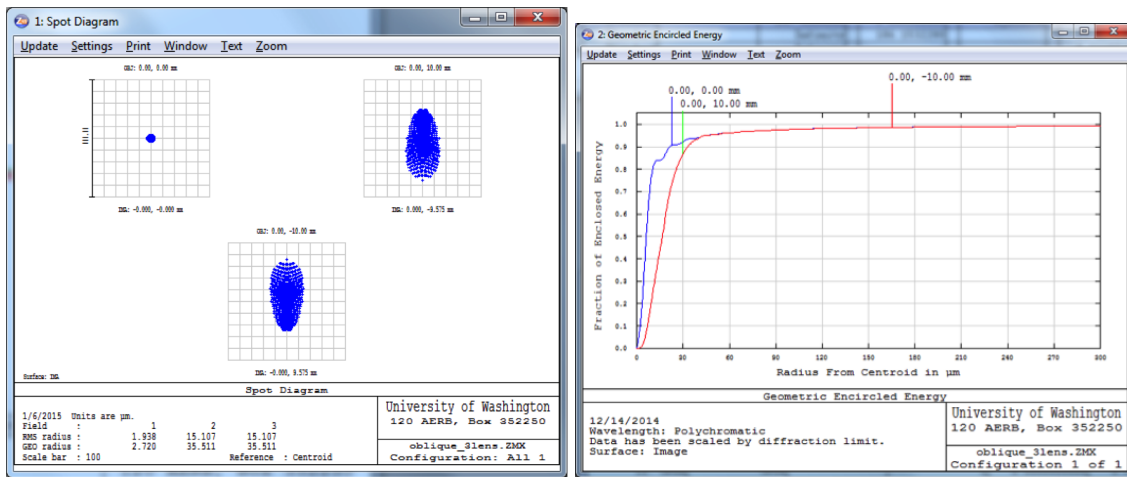 1: Spot Diagram
Update Settings Print Window Text Zoom
OBJ: 0.00, 0.00 mm
OBJ: 0.00, 10.00 mm
IMA: -0.000, -0.000 mm
IMA: 0.000, -9.575 mm
OBJ: 0.00, -10.00 mm
IMA: -0.000, 9.575 mm
Surface: IMA
Spot Diagram
1/6/2015 Units are µm.
Field : 1 2 3
RMS radius : 1.938 15.107 15.107
GEO radius : 2.720 35.511 35.511
Scale bar : 100 Reference : Centroid
University of Washington
120 AERB, Box 352250
oblique_3lens.ZMX
Configuration: All 1
2: Geometric Encircled Energy
Update Settings Print Window Text Zoom
0.00, -10.00 mm
0.00, 0.00 mm
0.00, 10.00 mm
Fraction of Enclosed Energy
1.0
0.9
0.8
0.7
0.6
0.5
0.4
0.3
0.2
0.1
0.0
0 30 60 90 120 150 180 210 240 270 300
Radius From Centroid in µm
Geometric Encircled Energy
12/14/2014
Wavelength: Polychromatic
Data has been scaled by diffraction limit.
Surface: Image
University of Washington
120 AERB, Box 352250
oblique_3lens.ZMX
Configuration 1 of 1